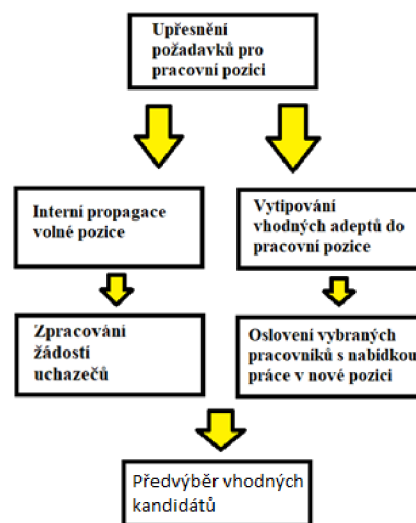 Upřesnění
požadavků pro
pracovní pozici
Interní propagace
volné pozice
Vytipování
vhodných adeptů do
pracovní pozice
Zpracování
žádostí
uchazečů
Oslovení vybraných
pracovníků s nabídkou
práce v nové pozici
Předvýběr vhodných
kandidátů